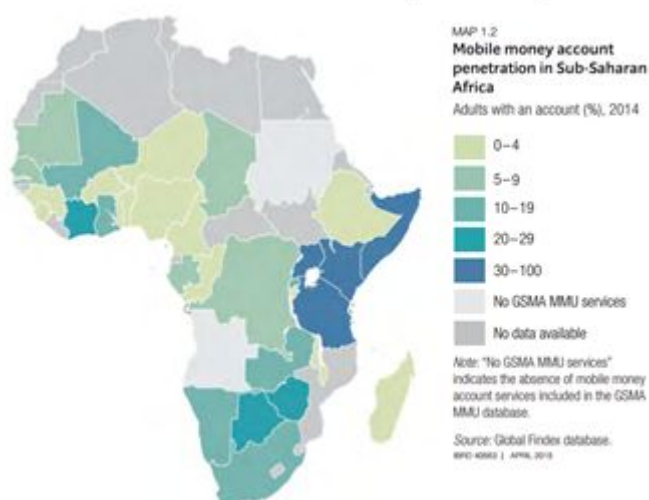 MAP 1.2
Mobile money account
penetration in Sub-Saharan
Africa
Adults with an account (%), 2014
0–4
5–9
10–19
20–29
30–100
No GSMA MMU services
No data available
Note: "No GSMA MMU services"
indicates the absence of mobile money
account services included in the GSMA
MMU database.
Source: Global Findex database.
| APRIL 2015